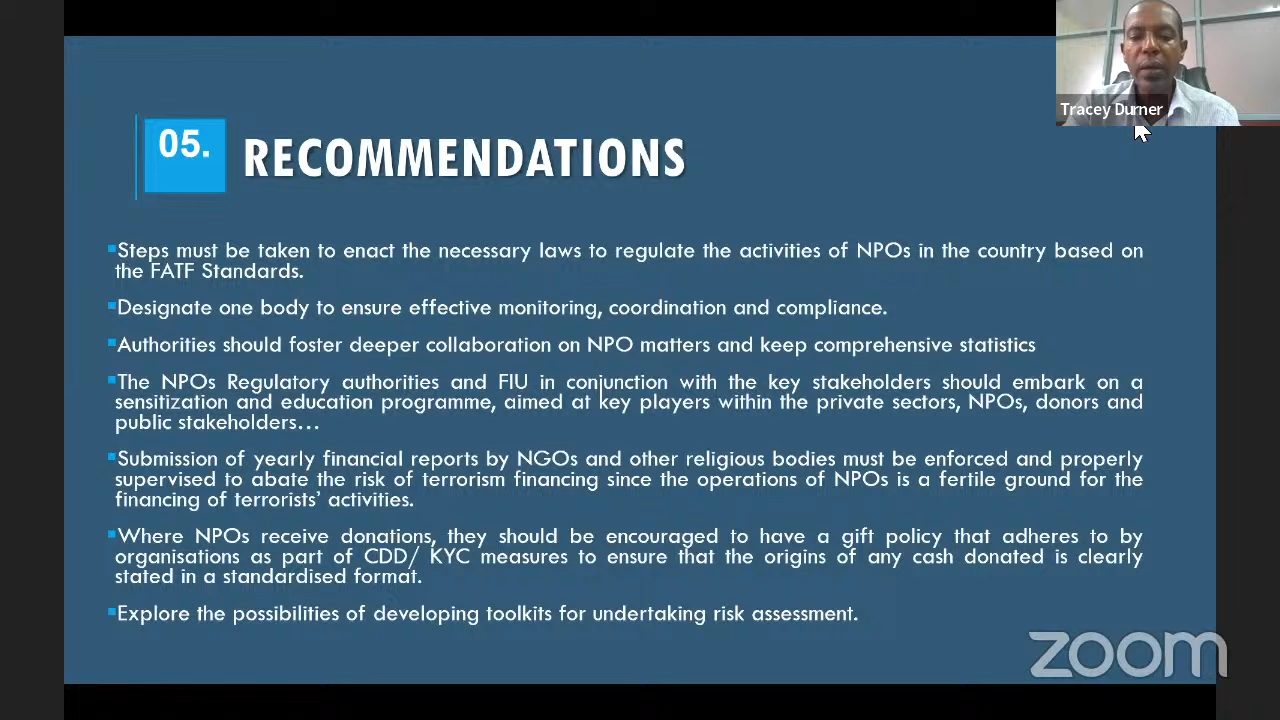 Tracey Durner
05.
RECOMMENDATIONS
Steps must be taken to enact the necessary laws to regulate the activities of NPOs in the country based on
the FATF Standards.
Designate one body to ensure effective monitoring, coordination and compliance.
Authorities should foster deeper collaboration on NPO matters and keep comprehensive statistics
The NPOs Regulatory authorities and FIU in conjunction with the key stakeholders should embark on a
sensitization and education programme, aimed at key players within the private sectors, NPOs, donors and
public stakeholders…
Submission of yearly financial reports by NGOs and other religious bodies must be enforced and properly
supervised to abate the risk of terrorism financing since the operations of NPOs is a fertile ground for the
financing of terrorists’ activities.
Where NPOs receive donations, they should be encouraged to have a gift policy that adheres to by
organisations as part of CDD/ KYC measures to ensure that the origins of any cash donated is clearly
stated in a standardised format.
Explore the possibilities of developing toolkits for undertaking risk assessment.
zoom